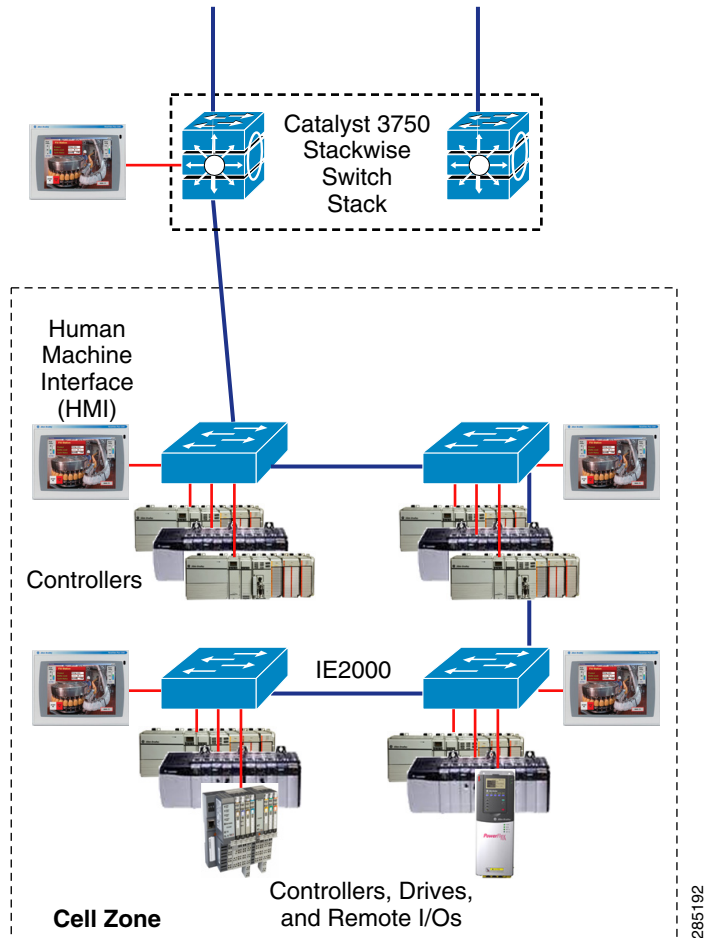 Catalyst 3750
Stackwise
Switch
Stack
Human
Machine
Interface
(HMI)
Controllers
IE2000
PowerFlex
Controllers, Drives,
and Remote I/Os
Cell Zone
285192